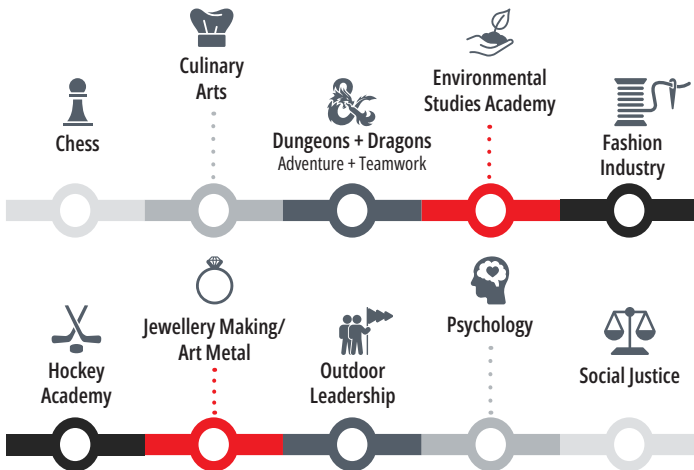 Chess
Culinary
Arts
Dungeons + Dragons
Adventure + Teamwork
Environmental
Studies Academy
Fashion
Industry
Hockey
Academy
Jewellery Making/
Art Metal
Outdoor
Leadership
Psychology
Social Justice